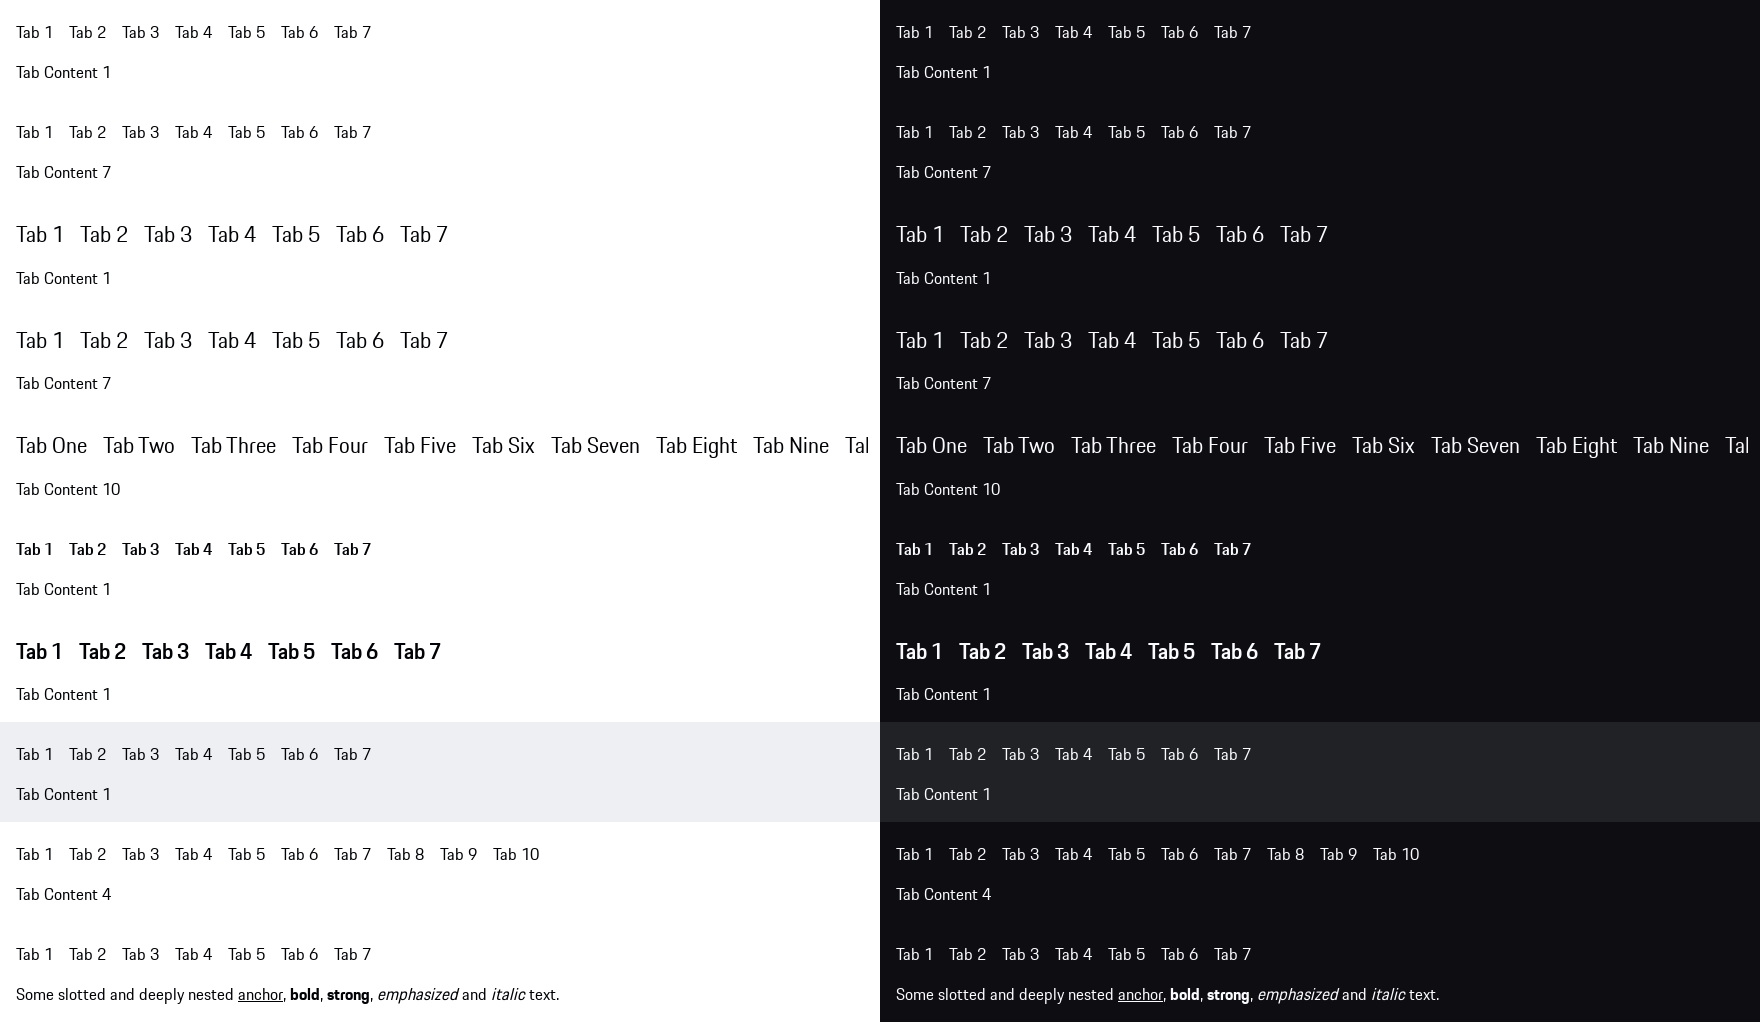 Tab 1 Tab 2 Tab 3 Tab 4 Tab 5 Tab 6 Tab 7
Tab Content 1
Tab 1 Tab 2 Tab 3 Tab 4 Tab 5 Tab 6 Tab 7
Tab Content 7
Tab 1 Tab 2 Tab 3 Tab 4 Tab 5 Tab 6 Tab 7
Tab Content 1
Tab 1 Tab 2 Tab 3 Tab 4 Tab 5 Tab 6 Tab 7
Tab Content 7
Tab One Tab Two Tab Three Tab Four Tab Five Tab Six Tab Seven Tab Eight Tab Nine
Tab Content 10
Tab 1 Tab 2 Tab 3 Tab 4 Tab 5 Tab 6 Tab 7
Tab Content 1
Tab 1 Tab 2 Tab 3 Tab 4 Tab 5 Tab 6 Tab 7
Tab Content 1
Tab 1 Tab 2 Tab 3 Tab 4 Tab 5 Tab 6 Tab 7
Tab Content 1
Tab 1 Tab 2 Tab 3 Tab 4 Tab 5 Tab 6 Tab 7 Tab 8 Tab 9 Tab 10
Tab Content 4
Tab 1 Tab 2 Tab 3 Tab 4 Tab 5 Tab 6 Tab 7
Some slotted and deeply nested anchor, bold, strong, emphasized and italic text.
Tab 1 Tab 2 Tab 3 Tab 4 Tab 5 Tab 6 Tab 7
Tab Content 1
Tab 1 Tab 2 Tab 3 Tab 4 Tab 5 Tab 6 Tab 7
Tab Content 7
Tab 1 Tab 2 Tab 3 Tab 4 Tab 5 Tab 6 Tab 7
Tab Content 1
Tab 1 Tab 2 Tab 3 Tab 4 Tab 5 Tab 6 Tab 7
Tab Content 7
Tab One Tab Two Tab Three Tab Four Tab Five Tab Six Tab Seven Tab Eight Tab Nine
Tab Content 10
Tab 1 Tab 2 Tab 3 Tab 4 Tab 5 Tab 6 Tab 7
Tab Content 1
Tab 1 Tab 2 Tab 3 Tab 4 Tab 5 Tab 6 Tab 7
Tab Content 1
Tab 1 Tab 2 Tab 3 Tab 4 Tab 5 Tab 6 Tab 7
Tab Content 1
Tab 1 Tab 2 Tab 3 Tab 4 Tab 5 Tab 6 Tab 7 Tab 8 Tab 9 Tab 10
Tab Content 4
Tab 1 Tab 2 Tab 3 Tab 4 Tab 5 Tab 6 Tab 7
Some slotted and deeply nested anchor, bold, strong, emphasized and italic text.